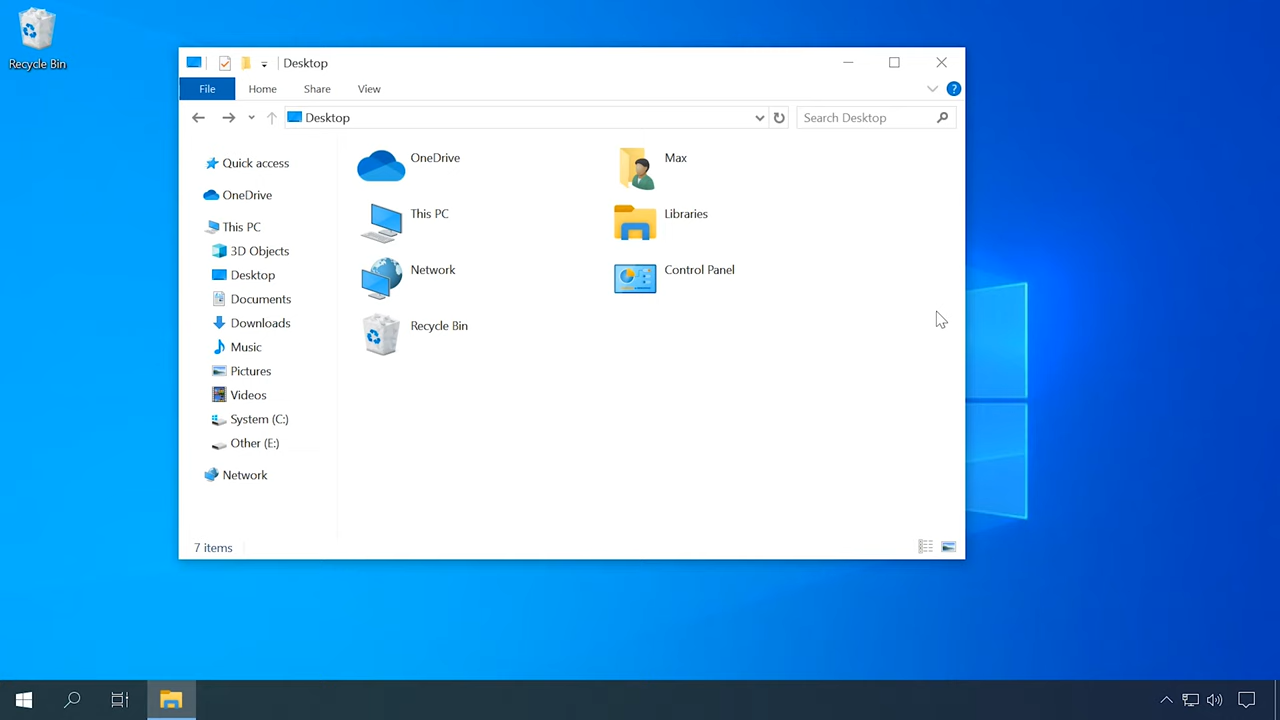 Recycle Bin
Desktop
File Home Share View
?
Desktop
Search Desktop
Quick access
OneDrive
This PC
3D Objects
Desktop
Documents
Downloads
Music
Pictures
Videos
System (C:)
Other (E:)
Network
OneDrive
Max
This PC
Libraries
Network
Control Panel
Recycle Bin
7 items